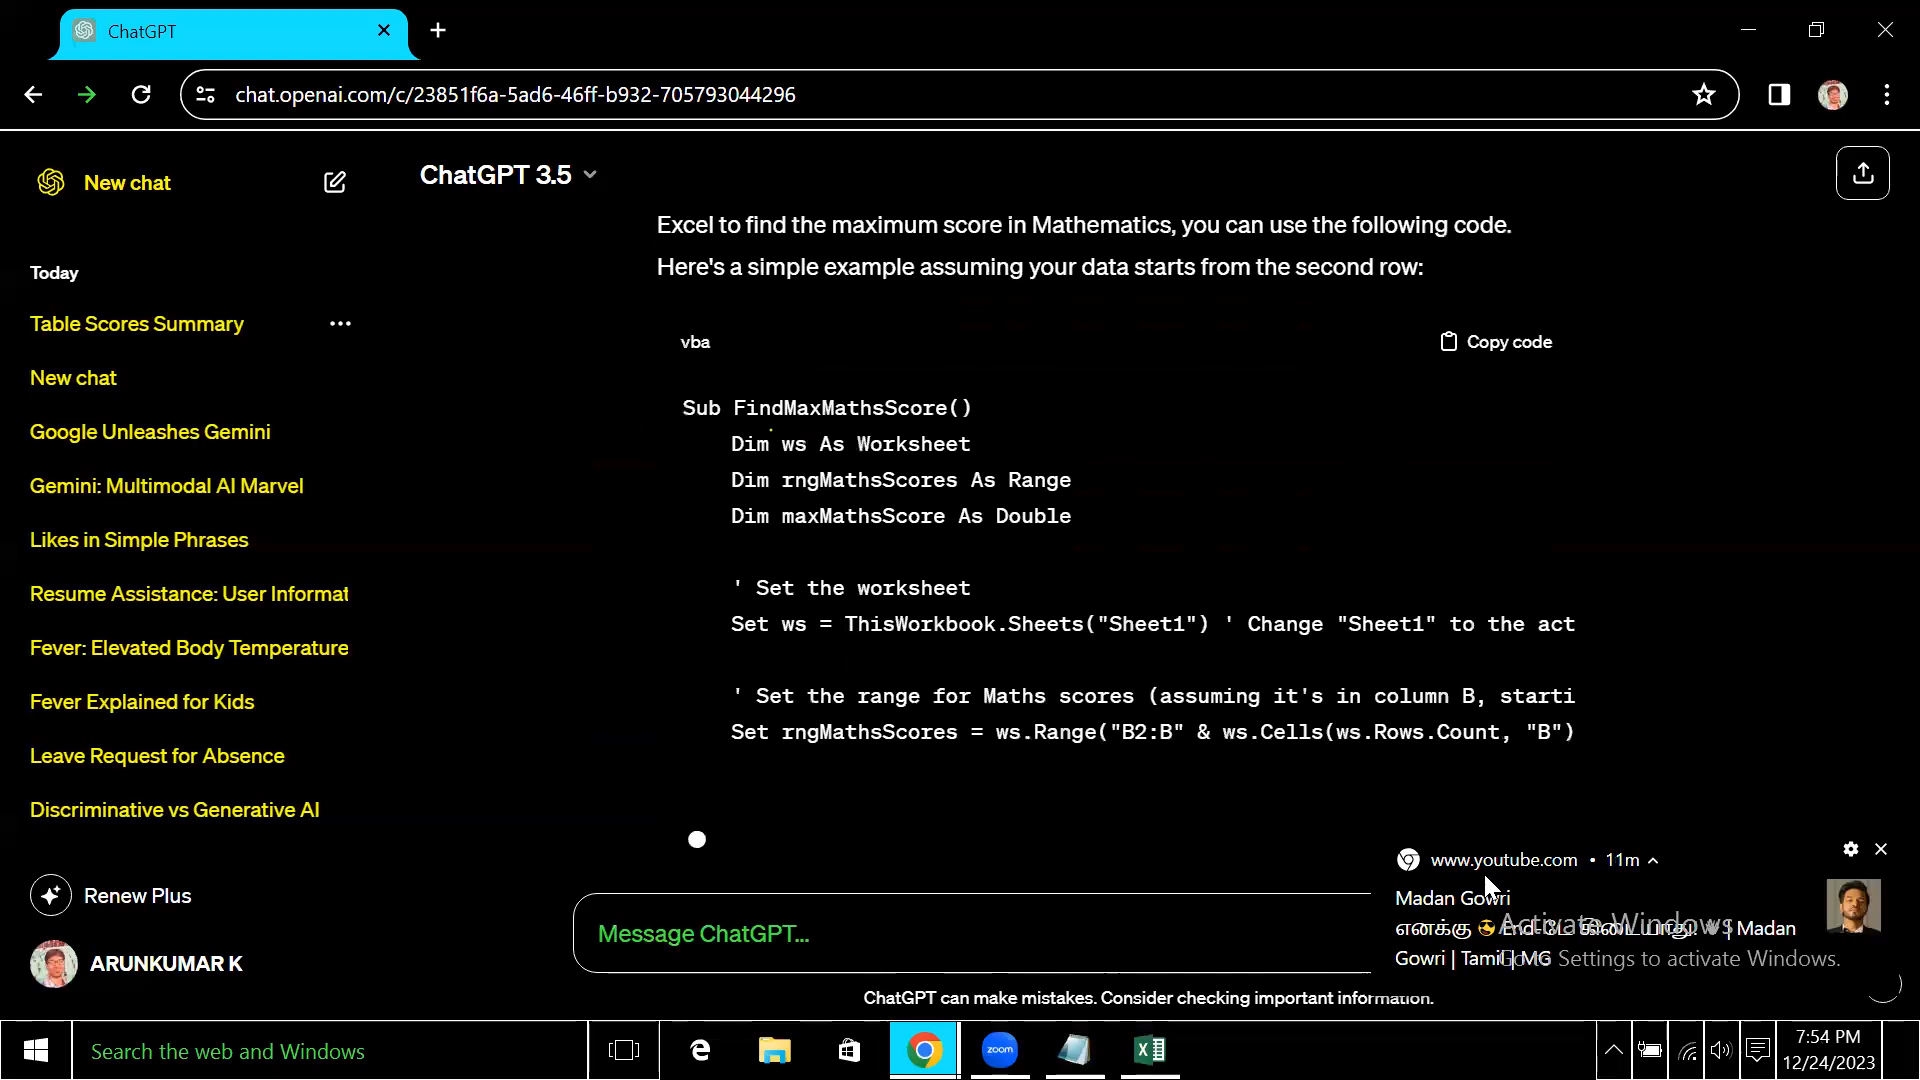 ChatGPT
chat.openai.com/c/23851f6a-5ad6-46ff-b932-705793044296
New chat
ChatGPT 3.5
Today
Table Scores Summary
New chat
Google Unleashes Gemini
Gemini: Multimodal AI Marvel
Likes in Simple Phrases
Resume Assistance: User Informat
Fever: Elevated Body Temperature
Fever Explained for Kids
Leave Request for Absence
Discriminative vs Generative AI
Renew Plus
ARUNKUMAR K
Excel to find the maximum score in Mathematics, you can use the following code.
Here's a simple example assuming your data starts from the second row:
vba
Copy code
Sub FindMaxMathsScore()
Dim ws As Worksheet
Dim rngMathsScores As Range
Dim maxMathsScore As Double
' Set the worksheet
Set ws = ThisWorkbook.Sheets("Sheet1") ' Change "Sheet1" to the act
' Set the range for Maths scores (assuming it's in column B, starti
Set rngMathsScores = ws.Range("B2:B" & ws.Cells(ws.Rows.Count, "B")
Message ChatGPT...
ChatGPT can make mistakes. Consider checking important information.
www.youtube.com • 11m
Madan Gowri
எனக்கு 😎 End-ஏ கிடையாது! | Madan
Gowri | Tamil | MG
Activate Windows
Go to Settings to activate Windows.
Search the web and Windows
zoom
7:54 PM
12/24/2023